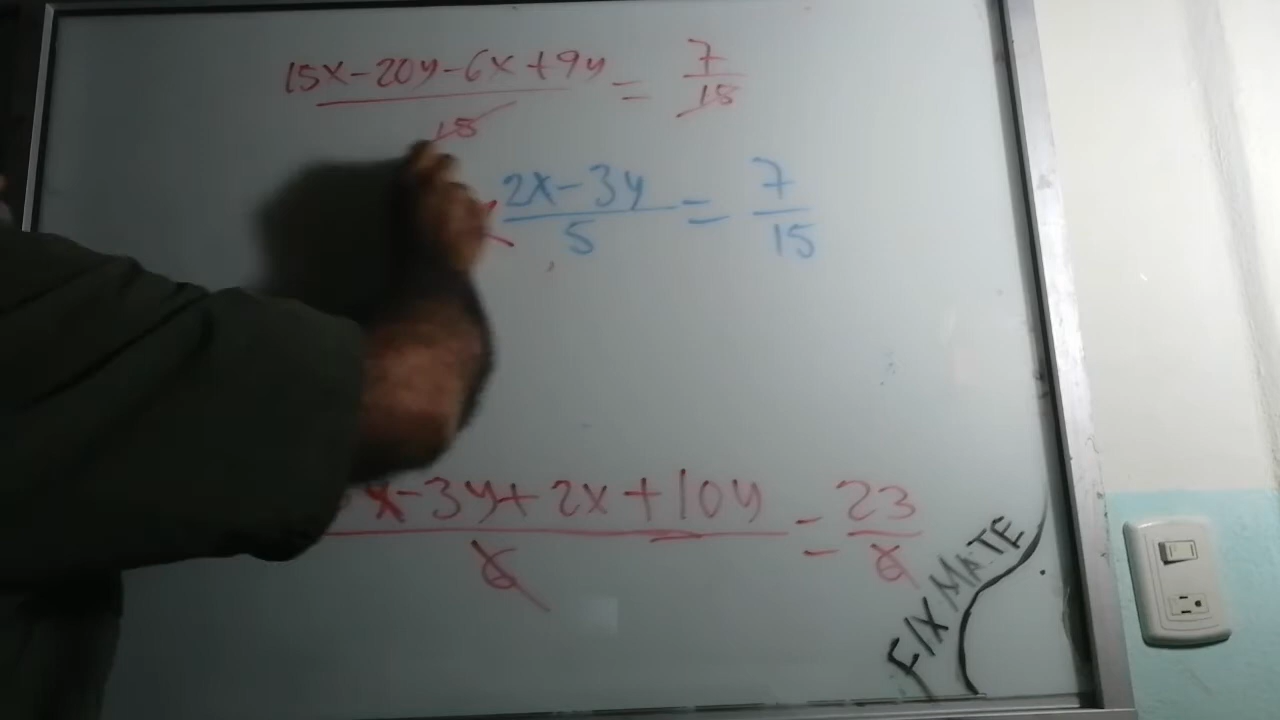 15x-20y-6x+9y / 15 = 7/15
2x-3y / 5 = 7/15
x-3y+2x+10y / 6 = 23/6
FIXMATE